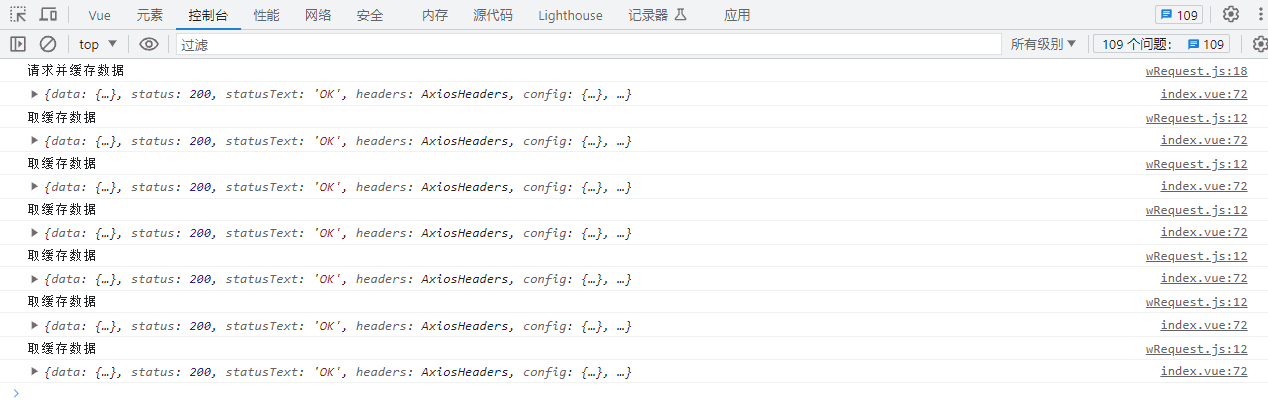 Vue 元素 控制台 性能 网络 安全 内存 源代码 Lighthouse 记录器 应用 109
top 过滤 所有级别 109 个问题: 109
请求并缓存数据 wRequest.js:18
{data: {…}, status: 200, statusText: 'OK', headers: AxiosHeaders, config: {…}, …} index.vue:72
取缓存数据 wRequest.js:12
{data: {…}, status: 200, statusText: 'OK', headers: AxiosHeaders, config: {…}, …} index.vue:72
取缓存数据 wRequest.js:12
{data: {…}, status: 200, statusText: 'OK', headers: AxiosHeaders, config: {…}, …} index.vue:72
取缓存数据 wRequest.js:12
{data: {…}, status: 200, statusText: 'OK', headers: AxiosHeaders, config: {…}, …} index.vue:72
取缓存数据 wRequest.js:12
{data: {…}, status: 200, statusText: 'OK', headers: AxiosHeaders, config: {…}, …} index.vue:72
取缓存数据 wRequest.js:12
{data: {…}, status: 200, statusText: 'OK', headers: AxiosHeaders, config: {…}, …} index.vue:72
取缓存数据 wRequest.js:12
{data: {…}, status: 200, statusText: 'OK', headers: AxiosHeaders, config: {…}, …} index.vue:72